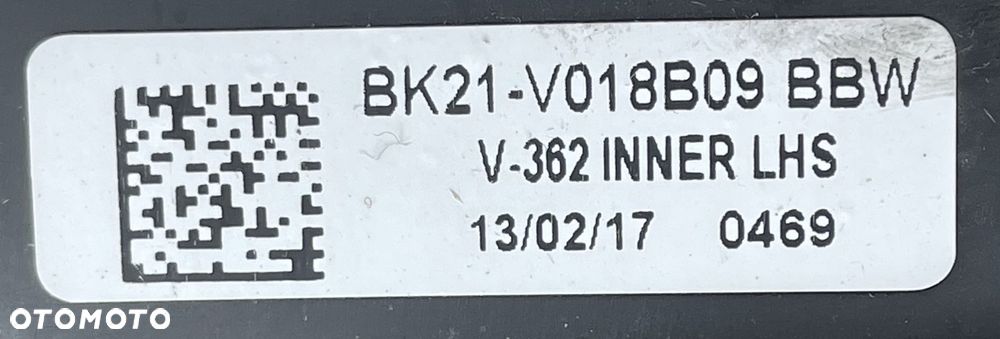 BK21-V018B09 BBW
V-362 INNER LHS
13/02/17 0469
OTOMOTO